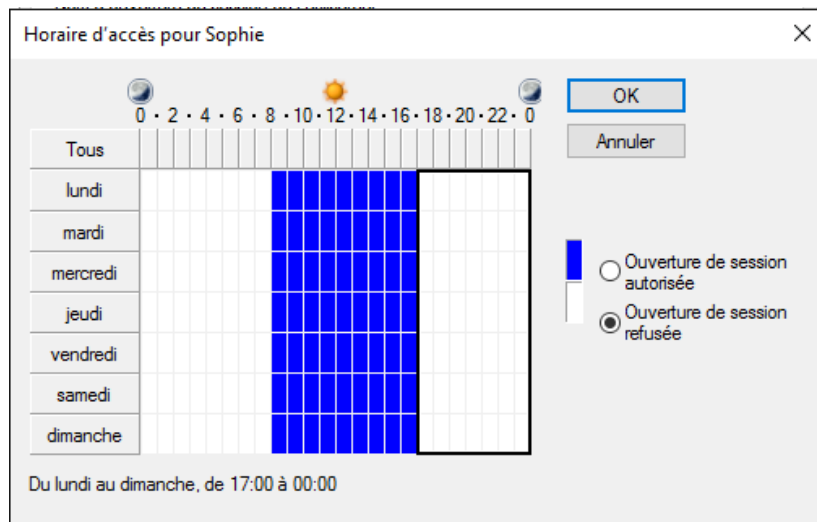 Horaire d'accès pour Sophie
0 · 2 · 4 · 6 · 8 · 10 · 12 · 14 · 16 · 18 · 20 · 22 · 0
OK
Annuler
Tous
lundi
mardi
mercredi
jeudi
vendredi
samedi
dimanche
Ouverture de session
autorisée
Ouverture de session
refusée
Du lundi au dimanche, de 17:00 à 00:00